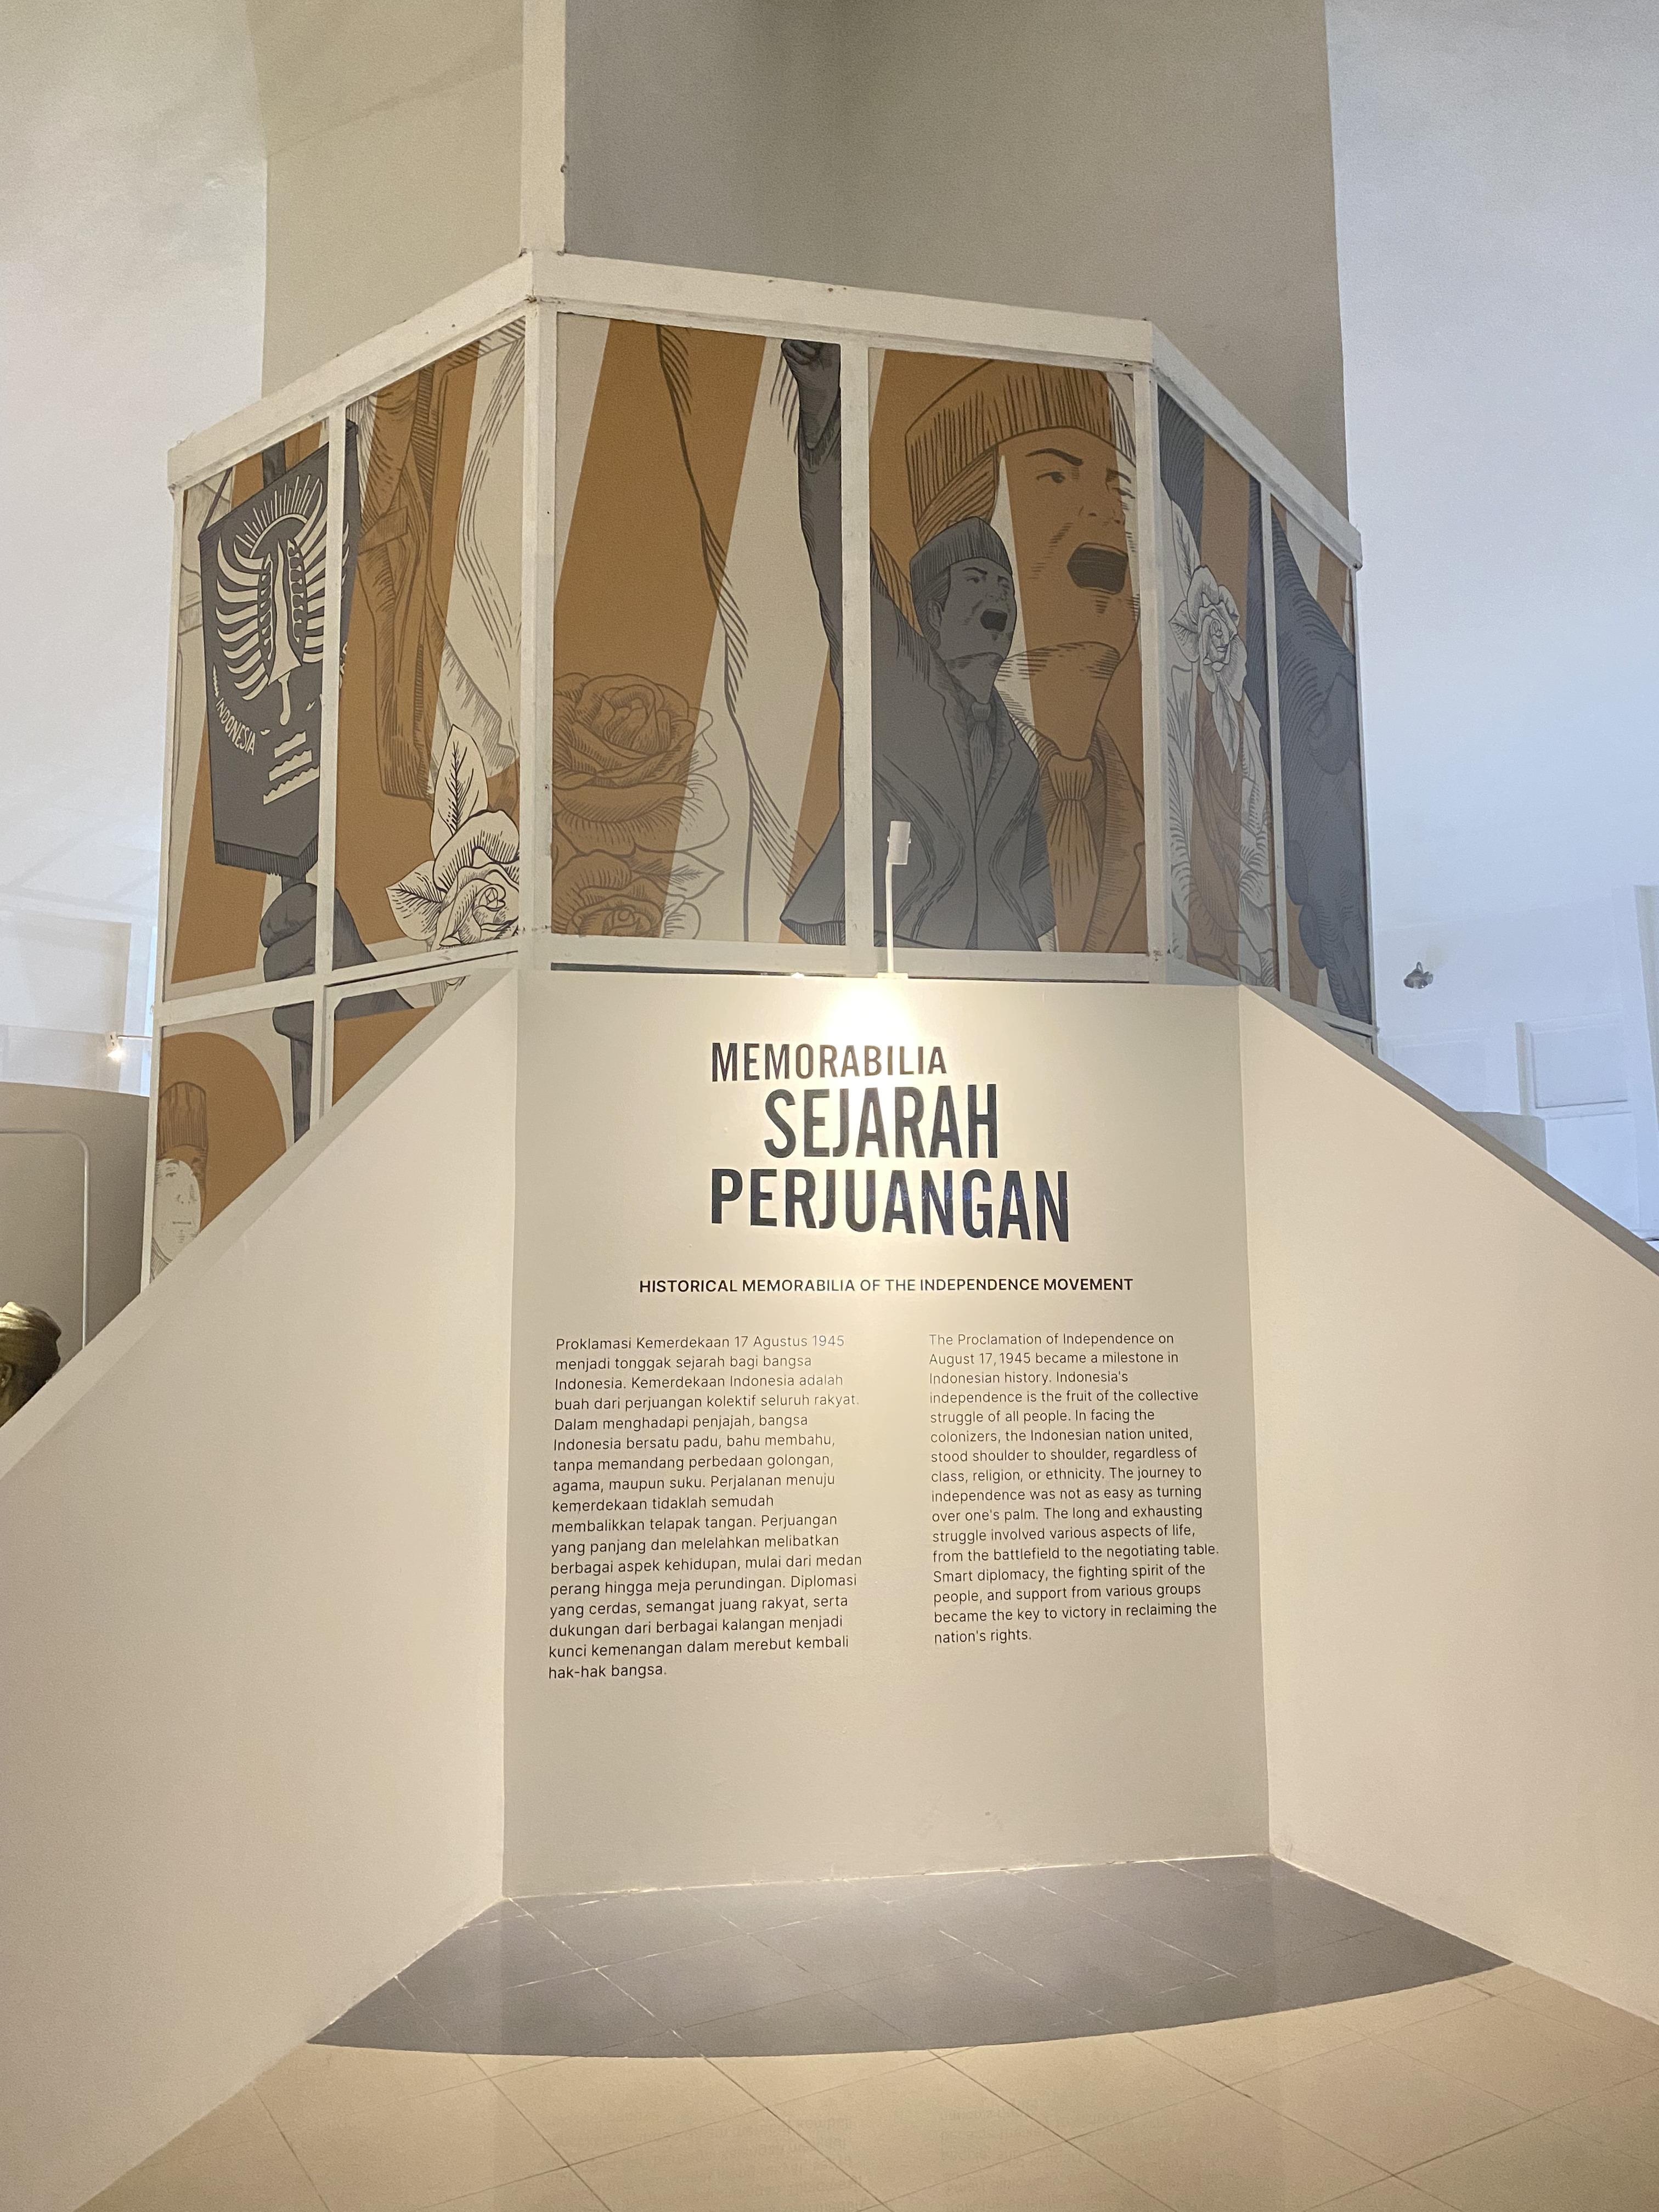 INDONESIA
MEMORABILIA
SEJARAH
PERJUANGAN
HISTORICAL MEMORABILIA OF THE INDEPENDENCE MOVEMENT
Proklamasi Kemerdekaan 17 Agustus 1945
menjadi tonggak sejarah bagi bangsa
Indonesia. Kemerdekaan Indonesia adalah
buah dari perjuangan kolektif seluruh rakyat.
Dalam menghadapi penjajah, bangsa
Indonesia bersatu padu, bahu membahu,
tanpa memandang perbedaan golongan,
agama, maupun suku. Perjalanan menuju
kemerdekaan tidaklah semudah
membalikkan telapak tangan. Perjuangan
yang panjang dan melelahkan melibatkan
berbagai aspek kehidupan, mulai dari medan
perang hingga meja perundingan. Diplomasi
yang cerdas, semangat juang rakyat, serta
dukungan dari berbagai kalangan menjadi
kunci kemenangan dalam merebut kembali
hak-hak bangsa.
The Proclamation of Independence on
August 17, 1945 became a milestone in
Indonesian history. Indonesia's
independence is the fruit of the collective
struggle of all people. In facing the
colonizers, the Indonesian nation united,
stood shoulder to shoulder, regardless of
class, religion, or ethnicity. The journey to
independence was not as easy as turning
over one's palm. The long and exhausting
struggle involved various aspects of life,
from the battlefield to the negotiating table.
Smart diplomacy, the fighting spirit of the
people, and support from various groups
became the key to victory in reclaiming the
nation's rights.